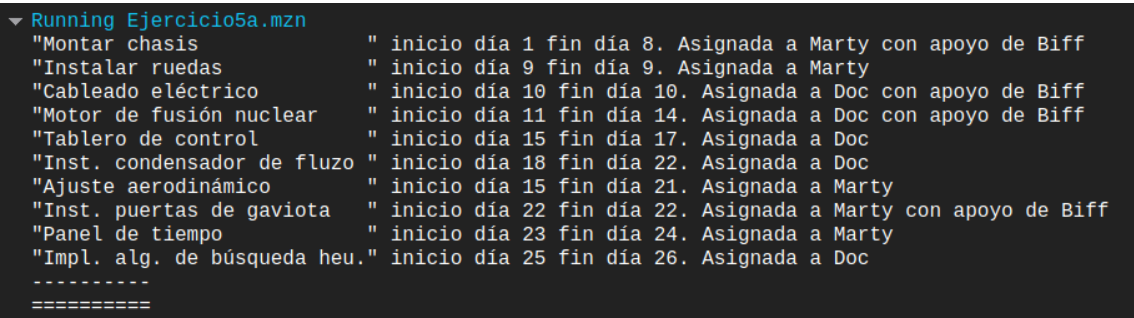 Running Ejercicio5a.mzn
"Montar chasis                 " inicio día 1 fin día 8. Asignada a Marty con apoyo de Biff
"Instalar ruedas               " inicio día 9 fin día 9. Asignada a Marty
"Cableado eléctrico            " inicio día 10 fin día 10. Asignada a Doc con apoyo de Biff
"Motor de fusión nuclear       " inicio día 11 fin día 14. Asignada a Doc con apoyo de Biff
"Tablero de control            " inicio día 15 fin día 17. Asignada a Doc
"Inst. condensador de fluzo " inicio día 18 fin día 22. Asignada a Doc
"Ajuste aerodinámico           " inicio día 15 fin día 21. Asignada a Marty
"Inst. puertas de gaviota   " inicio día 22 fin día 22. Asignada a Marty con apoyo de Biff
"Panel de tiempo               " inicio día 23 fin día 24. Asignada a Marty
"Impl. alg. de búsqueda heu." inicio día 25 fin día 26. Asignada a Doc
----------
==========